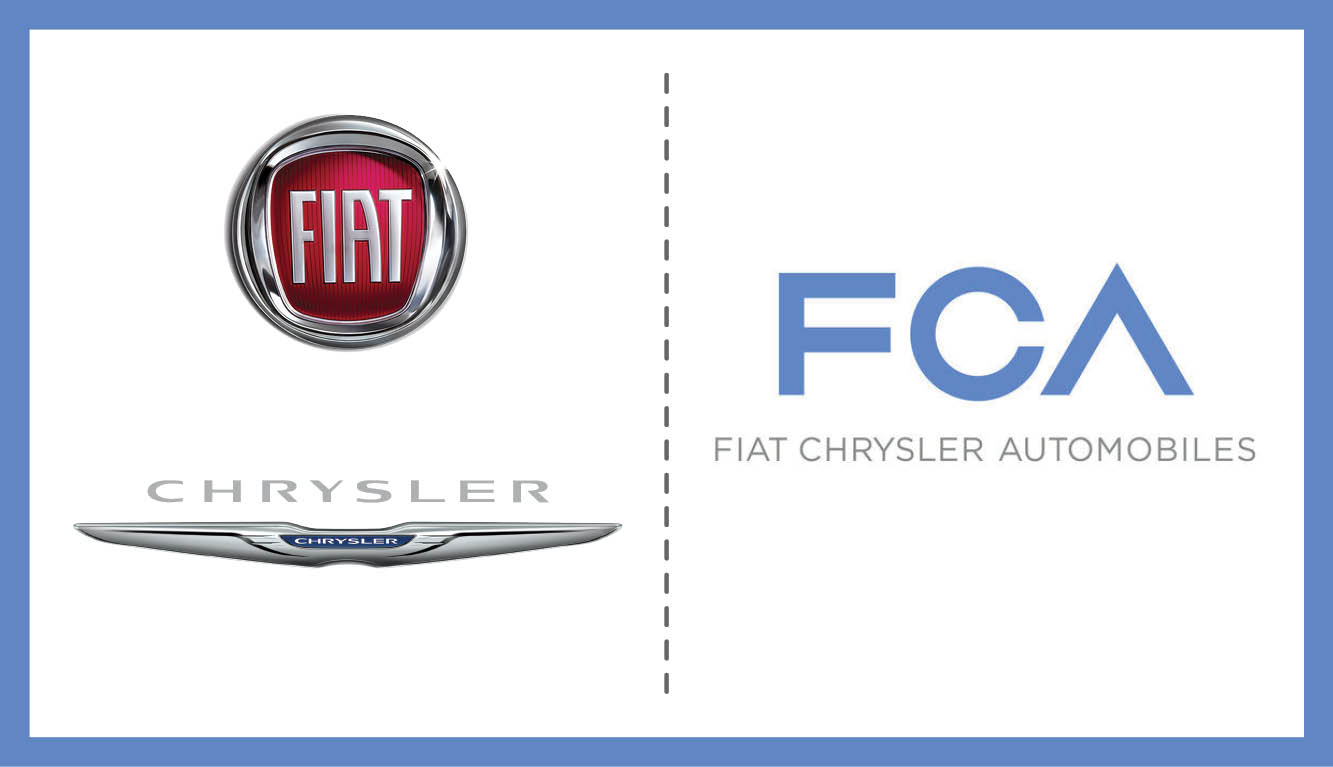 FIAT
CHRYSLER
CHRYSLER
FCA
FIAT CHRYSLER AUTOMOBILES